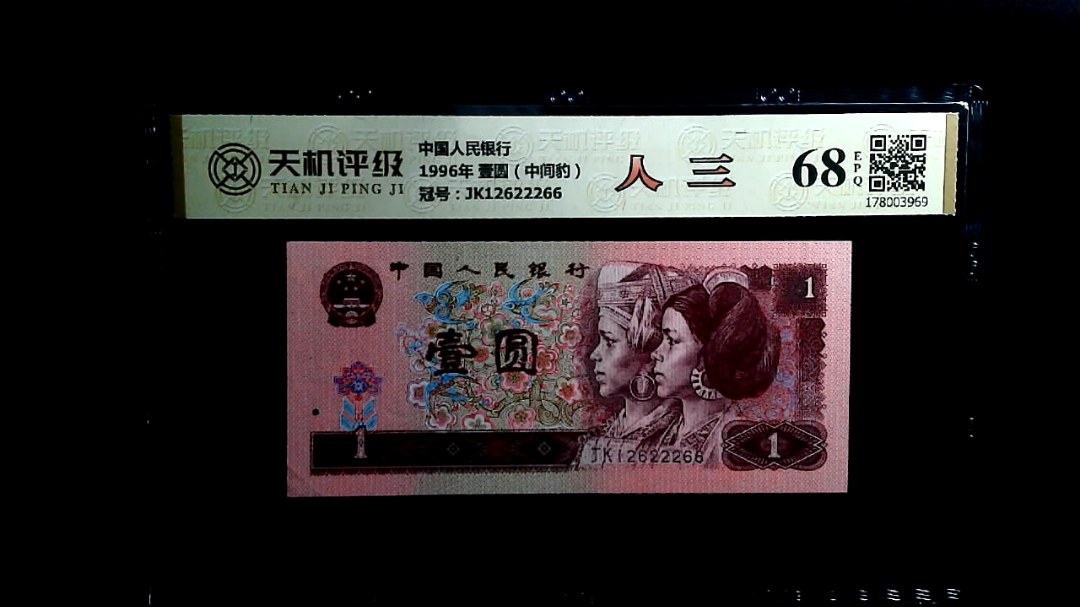 天机评级
TIAN JI PING JI
中国人民银行
1996年 壹圆（中间豹）
冠号：JK12622266
人 三
68
EPQ
178003969
中国人民银行
1
壹圆
1
JK12622266
1